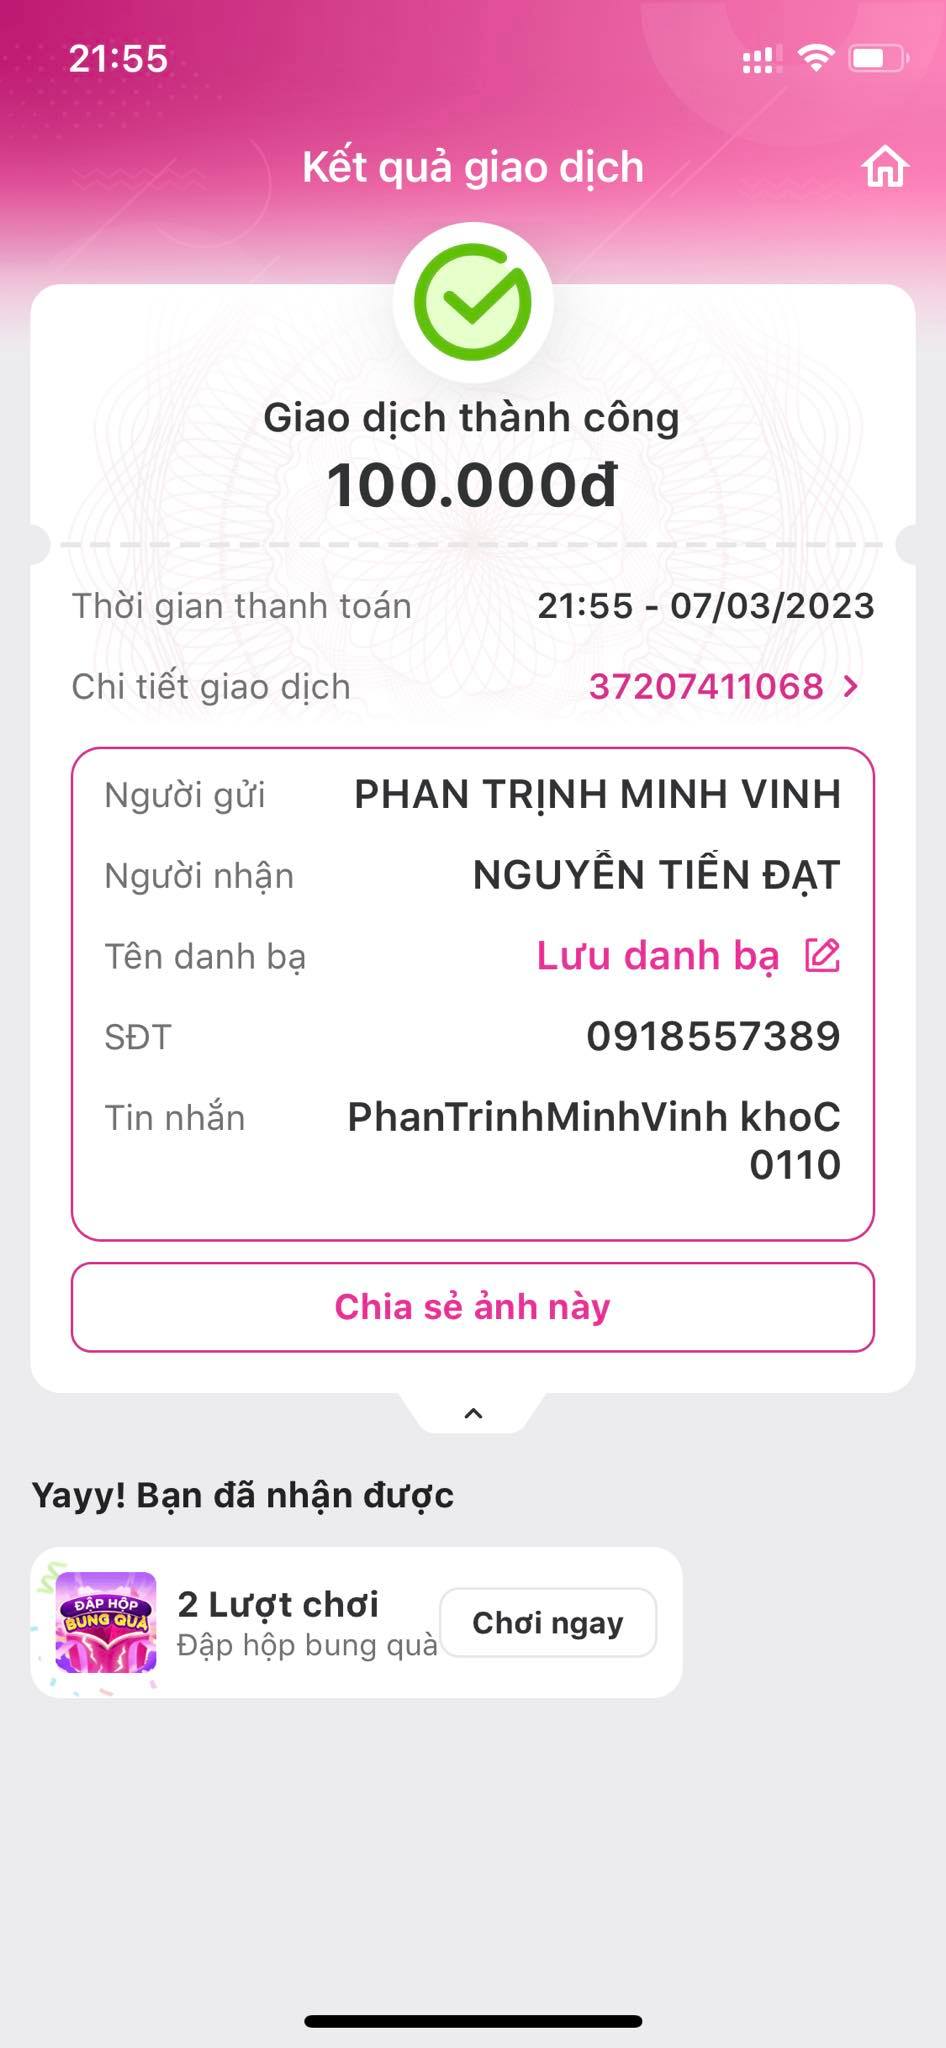 21:55
Kết quả giao dịch
Giao dịch thành công
100.000đ
Thời gian thanh toán 21:55 - 07/03/2023
Chi tiết giao dịch 37207411068 >
Người gửi PHAN TRỊNH MINH VINH
Người nhận NGUYỄN TIẾN ĐẠT
Tên danh bạ Lưu danh bạ
SĐT 0918557389
Tin nhắn PhanTrinhMinhVinh khoC
0110
Chia sẻ ảnh này
Yayy! Bạn đã nhận được
ĐẬP HỘP
BUNG QUÀ
2 Lượt chơi
Đập hộp bung quà
Chơi ngay